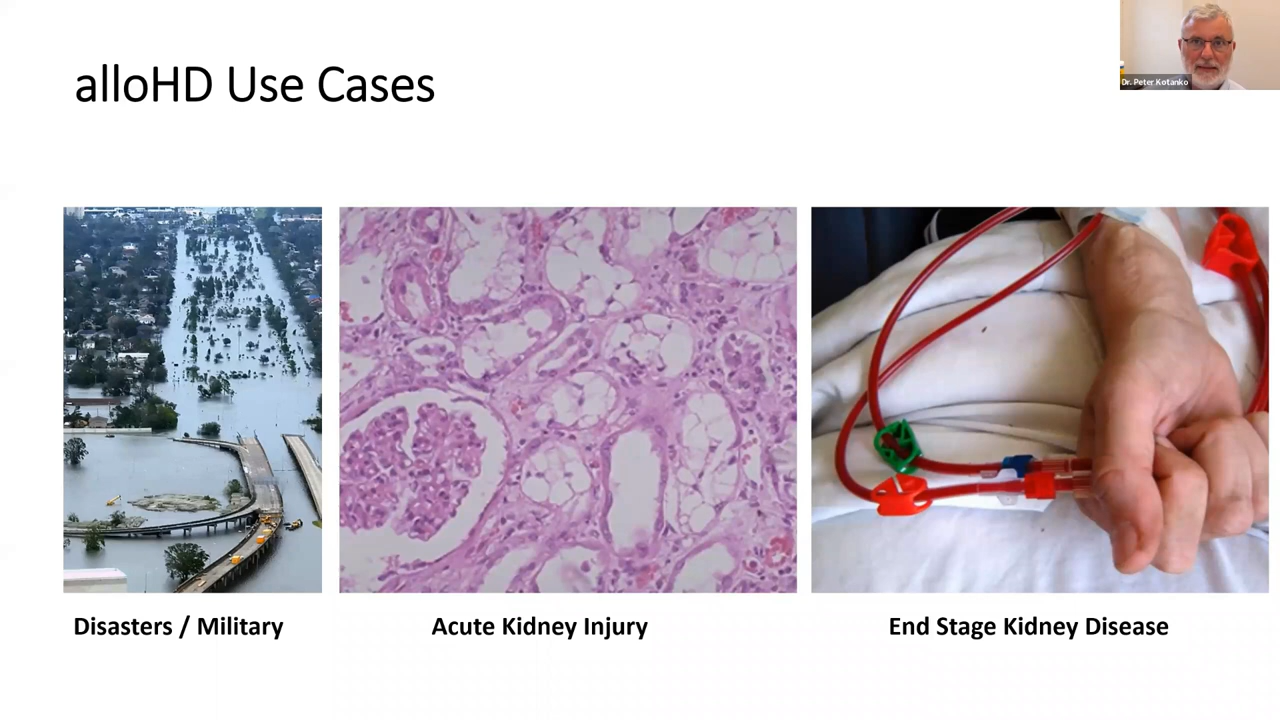 alloHD Use Cases
Dr. Peter Kotanko
Disasters / Military
Acute Kidney Injury
End Stage Kidney Disease